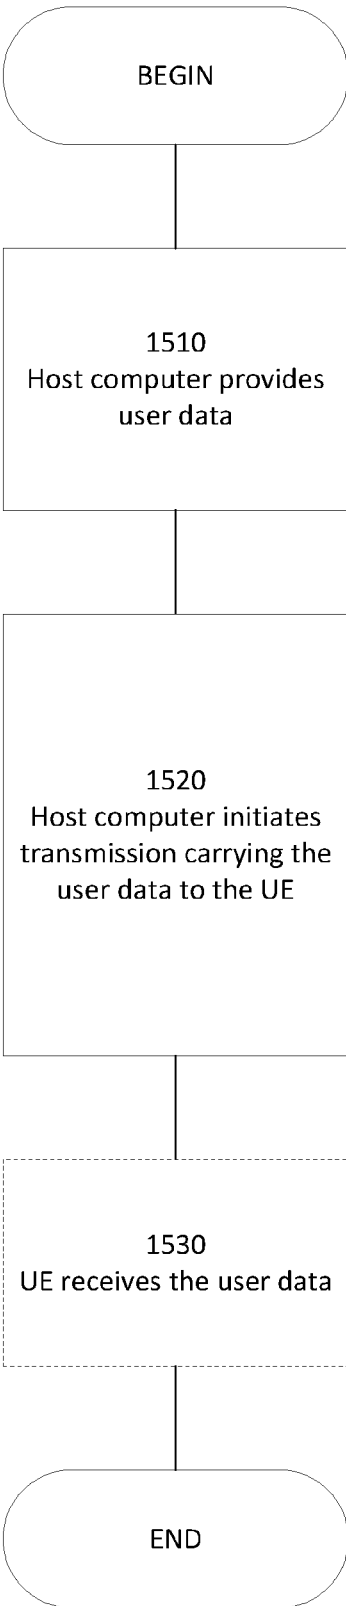 BEGIN
1510
Host computer provides
user data
1520
Host computer initiates
transmission carrying the
user data to the UE
1530
UE receives the user data
END